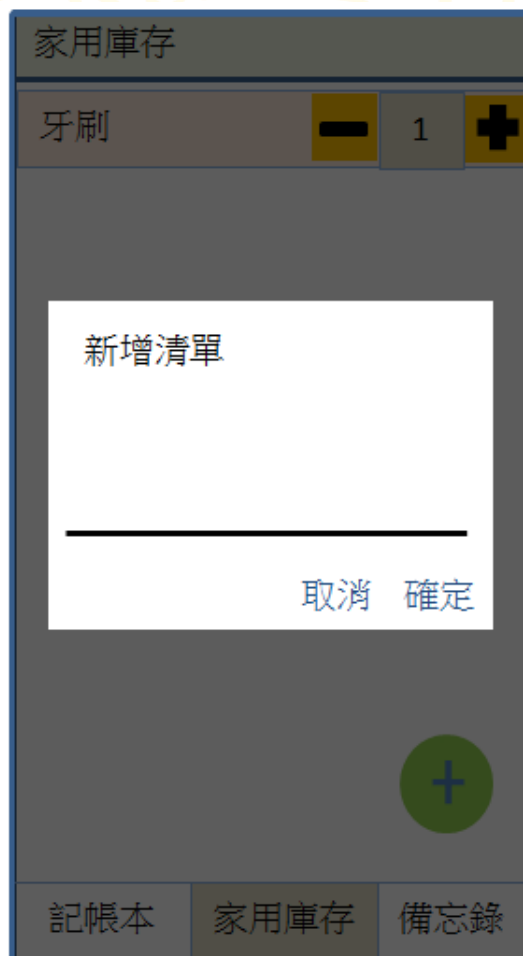 家用庫存
牙刷 1
新增清單
取消 確定
記帳本 家用庫存 備忘錄